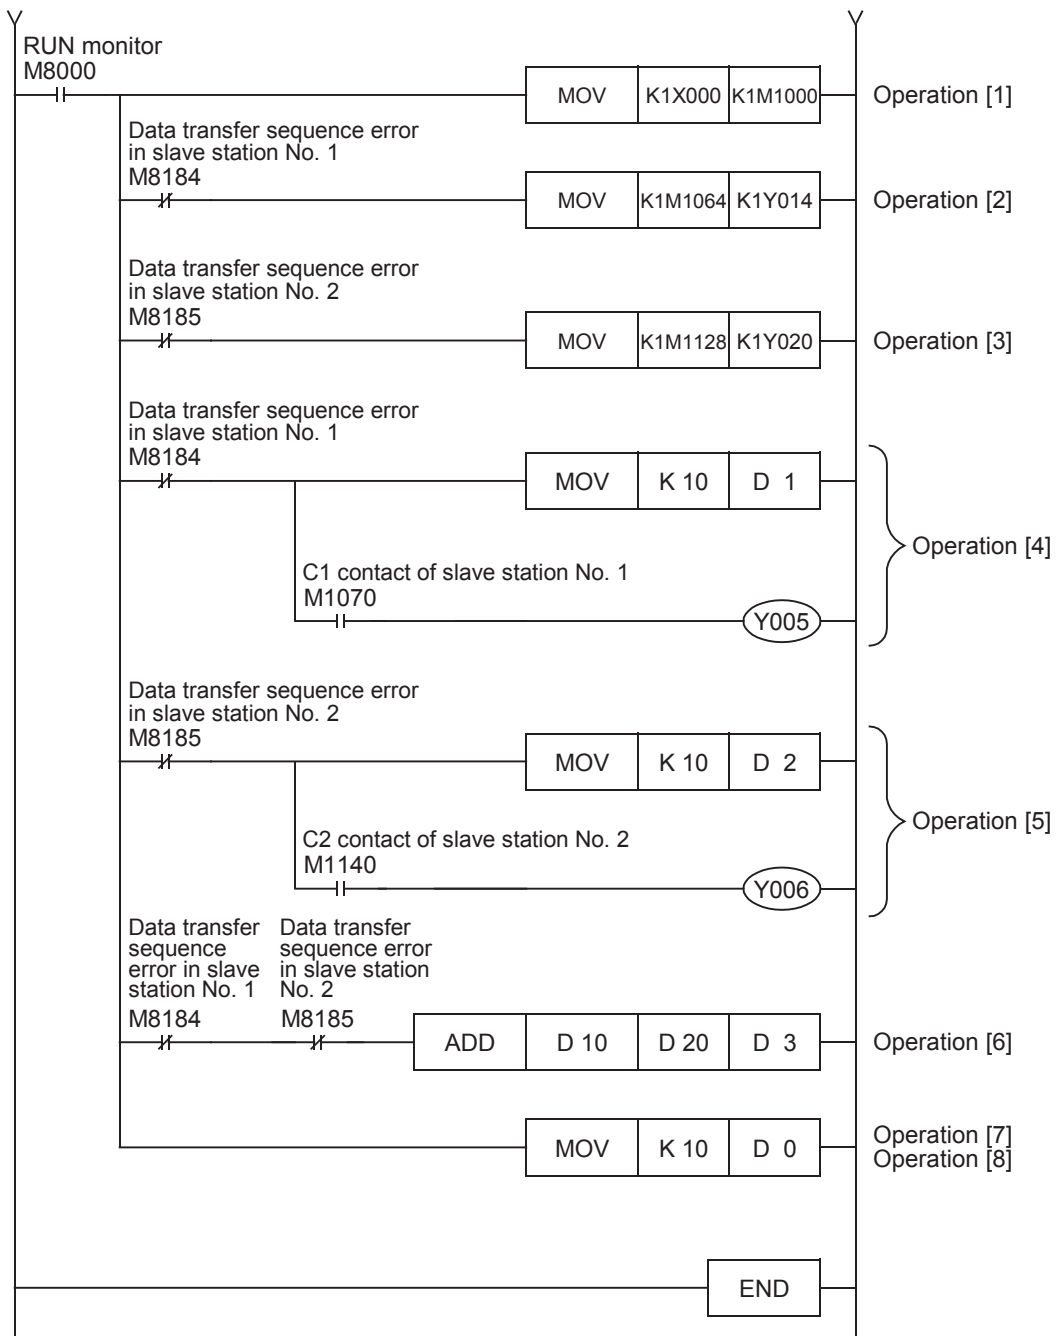 RUN monitor
M8000
MOV K1X000 K1M1000 Operation [1]
Data transfer sequence error
in slave station No. 1
M8184
MOV K1M1064 K1Y014 Operation [2]
Data transfer sequence error
in slave station No. 2
M8185
MOV K1M1128 K1Y020 Operation [3]
Data transfer sequence error
in slave station No. 1
M8184
MOV K 10 D 1
Operation [4]
C1 contact of slave station No. 1
M1070
Y005
Data transfer sequence error
in slave station No. 2
M8185
MOV K 10 D 2
Operation [5]
C2 contact of slave station No. 2
M1140
Y006
Data transfer
sequence
error in slave
station No. 1
M8184
Data transfer
sequence error
in slave station
No. 2
M8185
ADD D 10 D 20 D 3 Operation [6]
MOV K 10 D 0
Operation [7]
Operation [8]
END